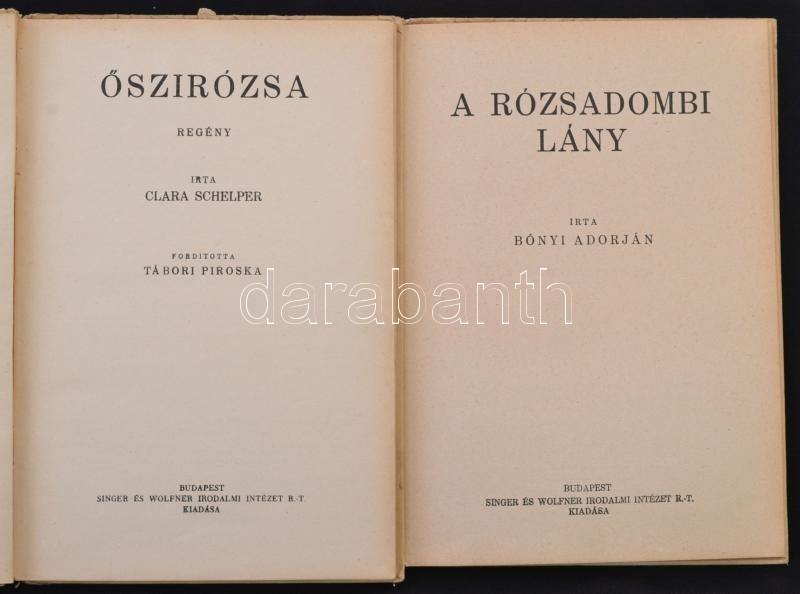 ŐSZIRÓZSA
REGÉNY
IRTA
CLARA SCHELPER
FORDITOTTA
TÁBORI PIROSKA
BUDAPEST
SINGER ÉS WOLFNER IRODALMI INTÉZET R.-T.
KIADÁSA
A RÓZSADOMBI
LÁNY
IRTA
BÓNYI ADORJÁN
BUDAPEST
SINGER ÉS WOLFNER IRODALMI INTÉZET R.-T.
KIADÁSA
darabanth